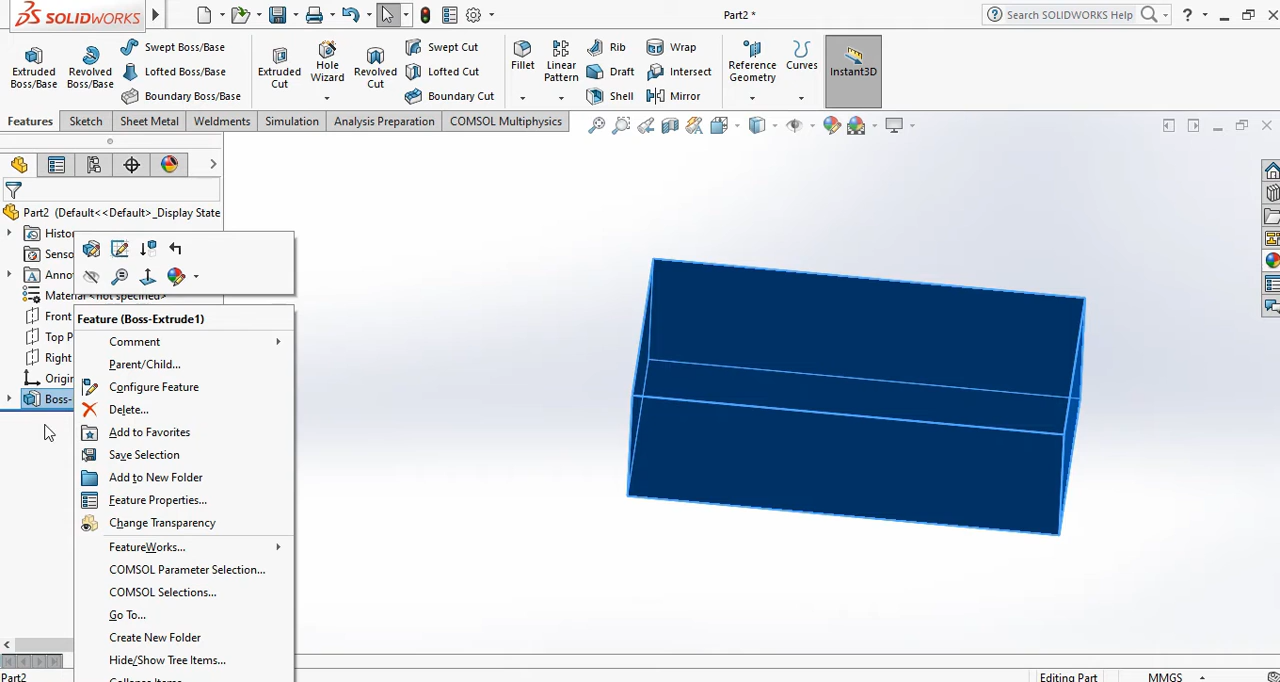 SOLIDWORKS
Part2 *
Search SOLIDWORKS Help
?
Extruded Boss/Base
Revolved Boss/Base
Swept Boss/Base
Lofted Boss/Base
Boundary Boss/Base
Extruded Cut
Hole Wizard
Revolved Cut
Swept Cut
Lofted Cut
Boundary Cut
Fillet
Linear Pattern
Rib
Draft
Shell
Wrap
Intersect
Mirror
Reference Geometry
Curves
Instant3D
Features
Sketch
Sheet Metal
Weldments
Simulation
Analysis Preparation
COMSOL Multiphysics
Part2 (Default<<Default>_Display State
Histo
Senso
Anno
Material <not specified>
Front
Top P
Right
Origin
Boss-
Feature (Boss-Extrude1)
Comment
Parent/Child...
Configure Feature
Delete...
Add to Favorites
Save Selection
Add to New Folder
Feature Properties...
Change Transparency
FeatureWorks...
COMSOL Parameter Selection...
COMSOL Selections...
Go To...
Create New Folder
Hide/Show Tree Items...
Collapse Items
Part2
Editing Part
MMGS